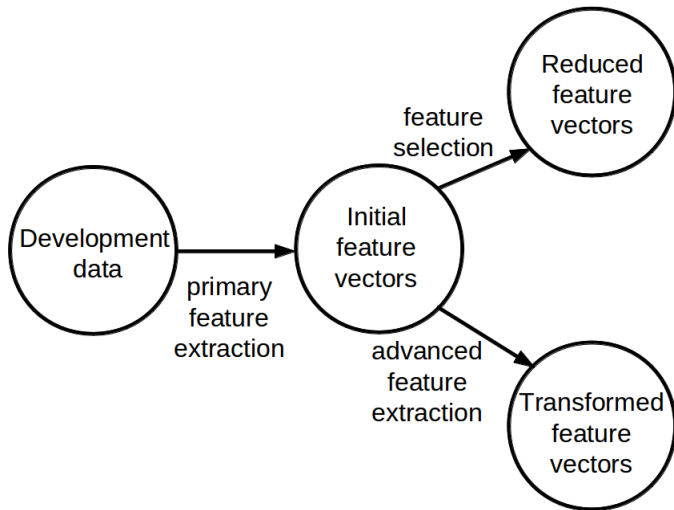 Development
data
primary
feature
extraction
Initial
feature
vectors
feature
selection
Reduced
feature
vectors
advanced
feature
extraction
Transformed
feature
vectors